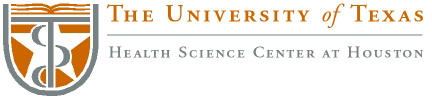 THE UNIVERSITY of TEXAS
HEALTH SCIENCE CENTER AT HOUSTON